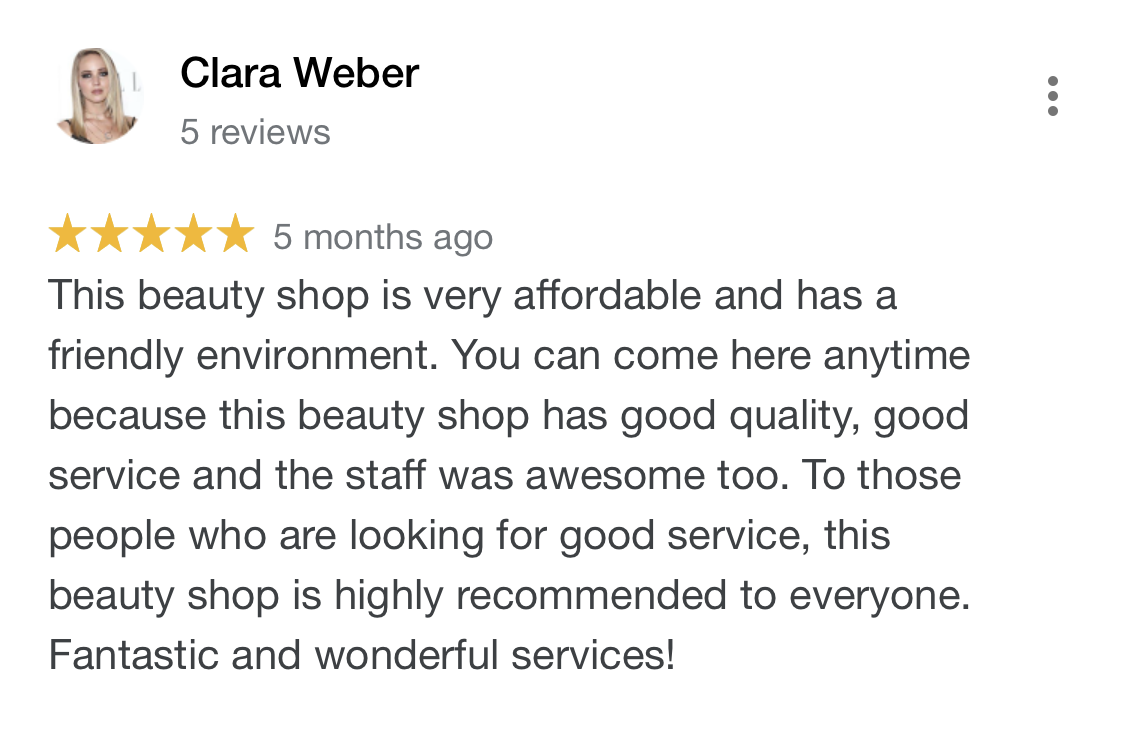 Clara Weber
5 reviews
5 months ago
This beauty shop is very affordable and has a
friendly environment. You can come here anytime
because this beauty shop has good quality, good
service and the staff was awesome too. To those
people who are looking for good service, this
beauty shop is highly recommended to everyone.
Fantastic and wonderful services!